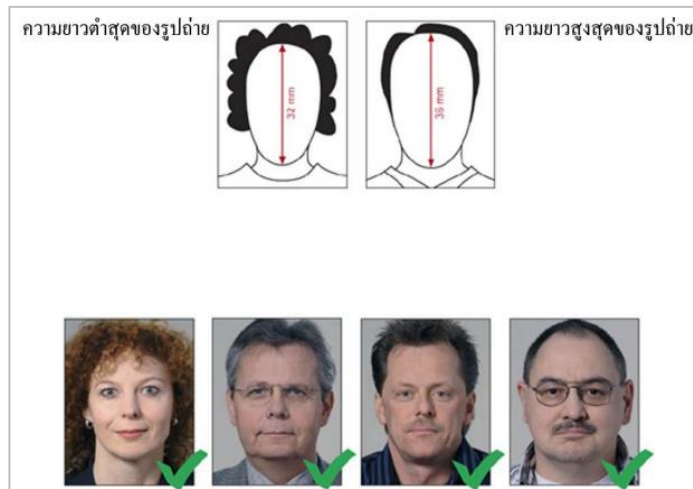 ความยาวต่ำสุดของรูปถ่าย
ความยาวสูงสุดของรูปถ่าย
32 mm
36 mm